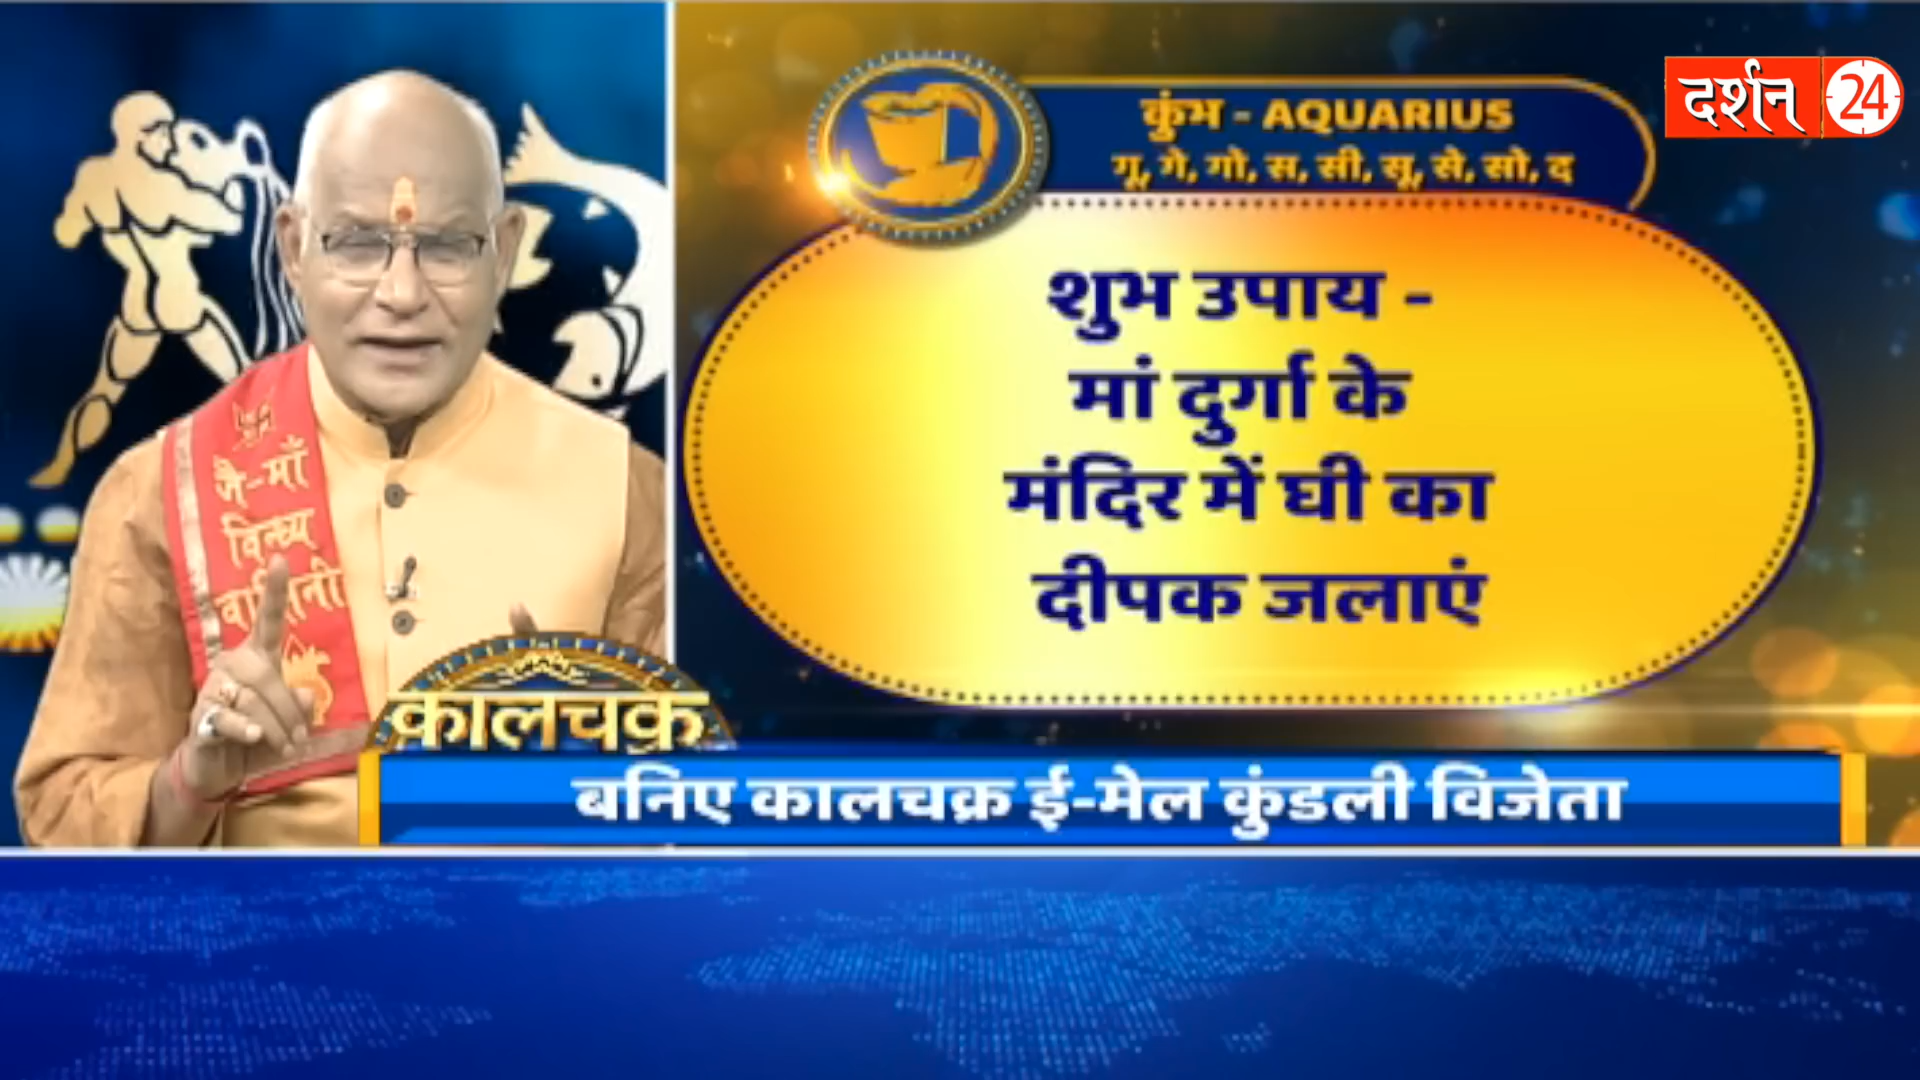 दर्शन 24
कुंभ - AQUARIUS
गू, गे, गो, स, सी, सू, से, सो, द
शुभ उपाय -
मां दुर्गा के
मंदिर में घी का
दीपक जलाएं
जै-माँ
विन्ध्य
वासिनी
कालचक्र
बनिए कालचक्र ई-मेल कुंडली विजेता